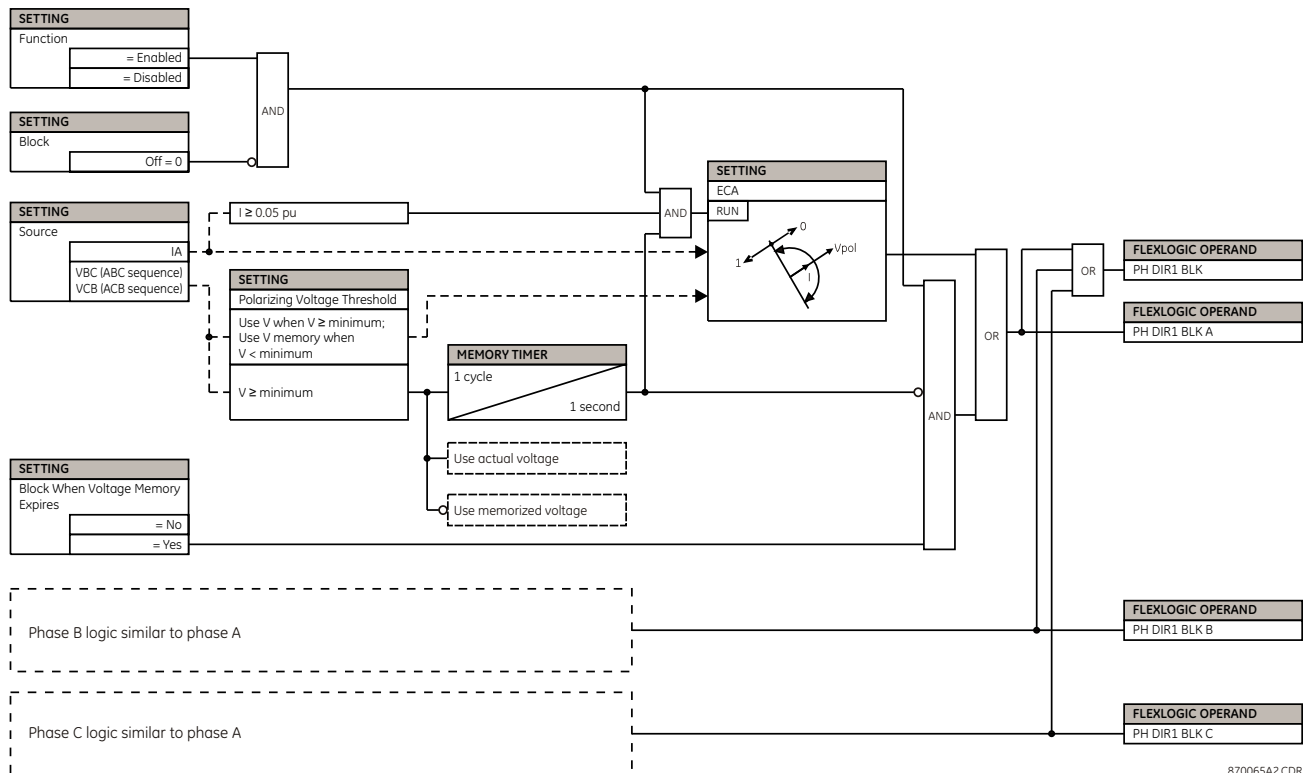 SETTING
Function
= Enabled
= Disabled
AND
SETTING
Block
Off = 0
SETTING
Source
IA
VBC (ABC sequence)
VCB (ACB sequence)
I ≥ 0.05 pu
AND
SETTING
ECA
RUN
0
1
Vpol
I
SETTING
Polarizing Voltage Threshold
Use V when V ≥ minimum;
Use V memory when
V < minimum
V ≥ minimum
MEMORY TIMER
1 cycle
1 second
Use actual voltage
Use memorized voltage
AND
OR
OR
FLEXLOGIC OPERAND
PH DIR1 BLK
FLEXLOGIC OPERAND
PH DIR1 BLK A
SETTING
Block When Voltage Memory
Expires
= No
= Yes
Phase B logic similar to phase A
FLEXLOGIC OPERAND
PH DIR1 BLK B
Phase C logic similar to phase A
FLEXLOGIC OPERAND
PH DIR1 BLK C
870065A2.CDR